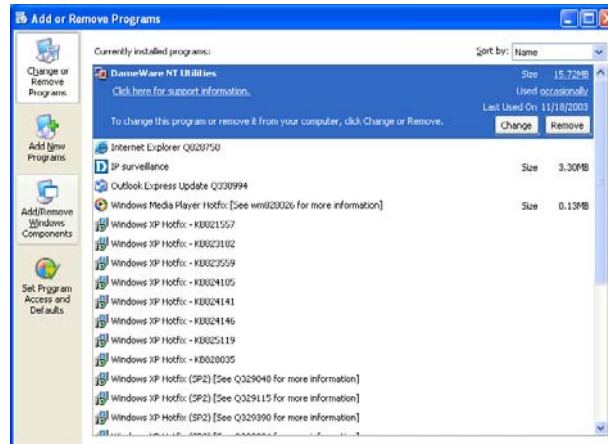 Add or Remove Programs
Change or
Remove
Programs
Add New
Programs
Add/Remove
Windows
Components
Set Program
Access and
Defaults
Currently installed programs:
Sort by: Name
DameWare NT Utilities Size 15.72MB
Click here for support information. Used occasionally
Last Used On 11/18/2003
To change this program or remove it from your computer, click Change or Remove. Change Remove
Internet Explorer Q828750
IP surveillance Size 3.30MB
Outlook Express Update Q330994
Windows Media Player Hotfix [See wm828026 for more information] Size 0.13MB
Windows XP Hotfix - KB821557
Windows XP Hotfix - KB823182
Windows XP Hotfix - KB823559
Windows XP Hotfix - KB824105
Windows XP Hotfix - KB824141
Windows XP Hotfix - KB824146
Windows XP Hotfix - KB825119
Windows XP Hotfix - KB828035
Windows XP Hotfix (SP2) [See Q329048 for more information]
Windows XP Hotfix (SP2) [See Q329115 for more information]
Windows XP Hotfix (SP2) [See Q329390 for more information]